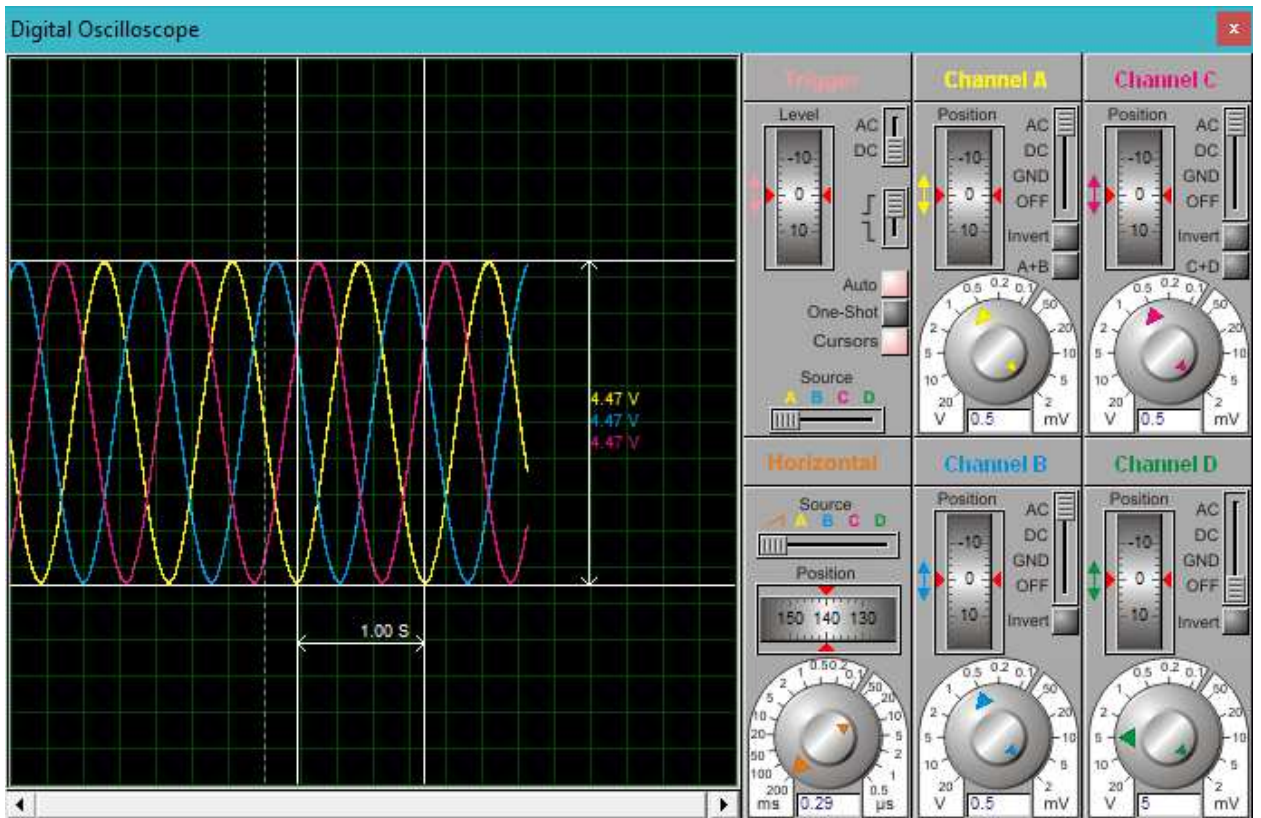 Digital Oscilloscope
x
4.47 V
4.47 V
4.47 V
1.00 S
Trigger
Level
AC
DC
-10
0
10
Auto
One-Shot
Cursors
Source
A B C D
Channel A
Position
AC
DC
GND
OFF
-10
0
10
Invert
A+B
20 10 5 2 1 0.5 0.2 0.1 50 20 10 5 2
V 0.5 mV
Channel C
Position
AC
DC
GND
OFF
-10
0
10
Invert
C+D
20 10 5 2 1 0.5 0.2 0.1 50 20 10 5 2
V 0.5 mV
Horizontal
Source
A B C D
Position
150 140 130
200 100 50 20 10 5 2 1 0.5 0.2 0.1 50 20 10 5 2 1 0.5
ms 0.29 µs
Channel B
Position
AC
DC
GND
OFF
-10
0
10
Invert
20 10 5 2 1 0.5 0.2 0.1 50 20 10 5 2
V 0.5 mV
Channel D
Position
AC
DC
GND
OFF
-10
0
10
Invert
20 10 5 2 1 0.5 0.2 0.1 50 20 10 5 2
V 5 mV